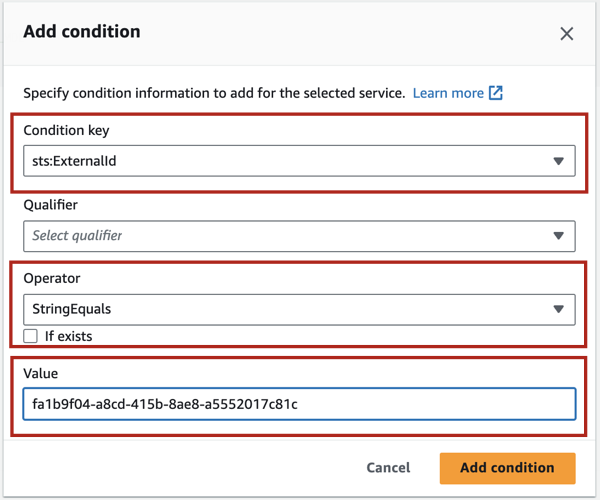 Add condition
Specify condition information to add for the selected service. Learn more
Condition key
sts:ExternalId
Qualifier
Select qualifier
Operator
StringEquals
If exists
Value
fa1b9f04-a8cd-415b-8ae8-a5552017c81c
Cancel Add condition